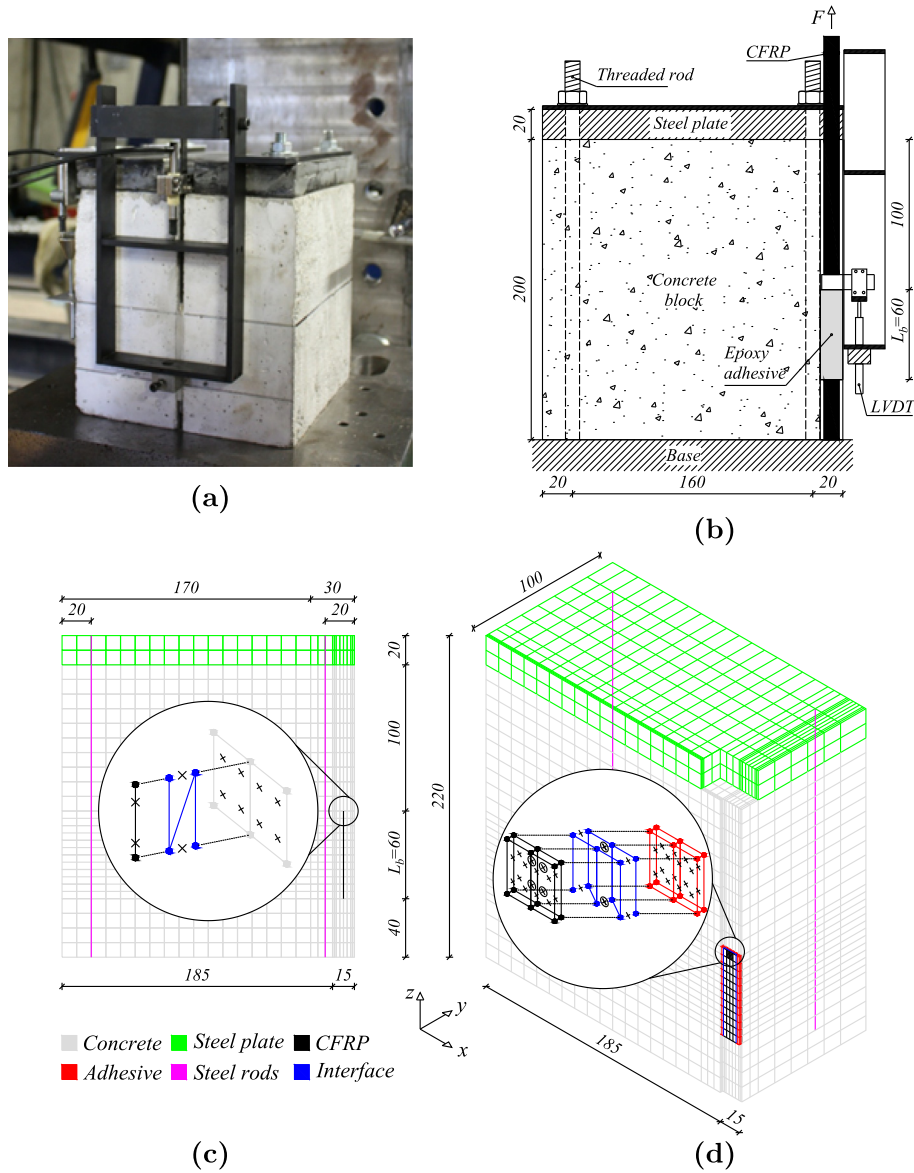 F
CFRP
Threaded rod
20
Steel plate
100
200
Concrete
block
L_b=60
Epoxy
adhesive
LVDT
Base
20 160 20
(a)
(b)
170 30
20 20
20
100
L_b=60
40
185 15
100
220
185
15
z
y
x
Concrete Steel plate CFRP
Adhesive Steel rods Interface
(c)
(d)